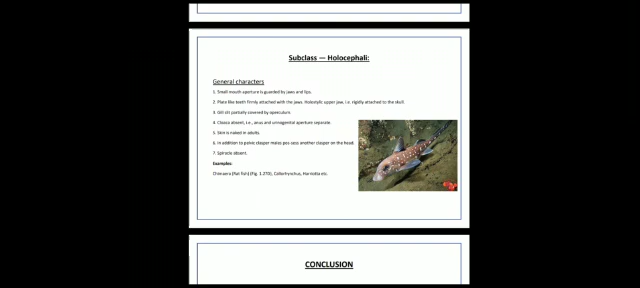 Subclass — Holocephali:
General characters
1. Small mouth aperture is guarded by jaws and lips.
2. Plate like teeth firmly attached with the jaws. Holostylic upper jaw, i.e. rigidly attached to the skull.
3. Gill slit partially covered by operculum
4. Cloaca absent, i.e., anus and urinogenital aperture separate.
5. Skin is naked in adults.
6. In addition to pelvic clasper males pos sess another clasper on the head.
7. Spiracle absent.
Examples:
Chimaera (Rat fish) (Fig. 1.27D), Callorhynchus, Harriotta etc.
CONCLUSION